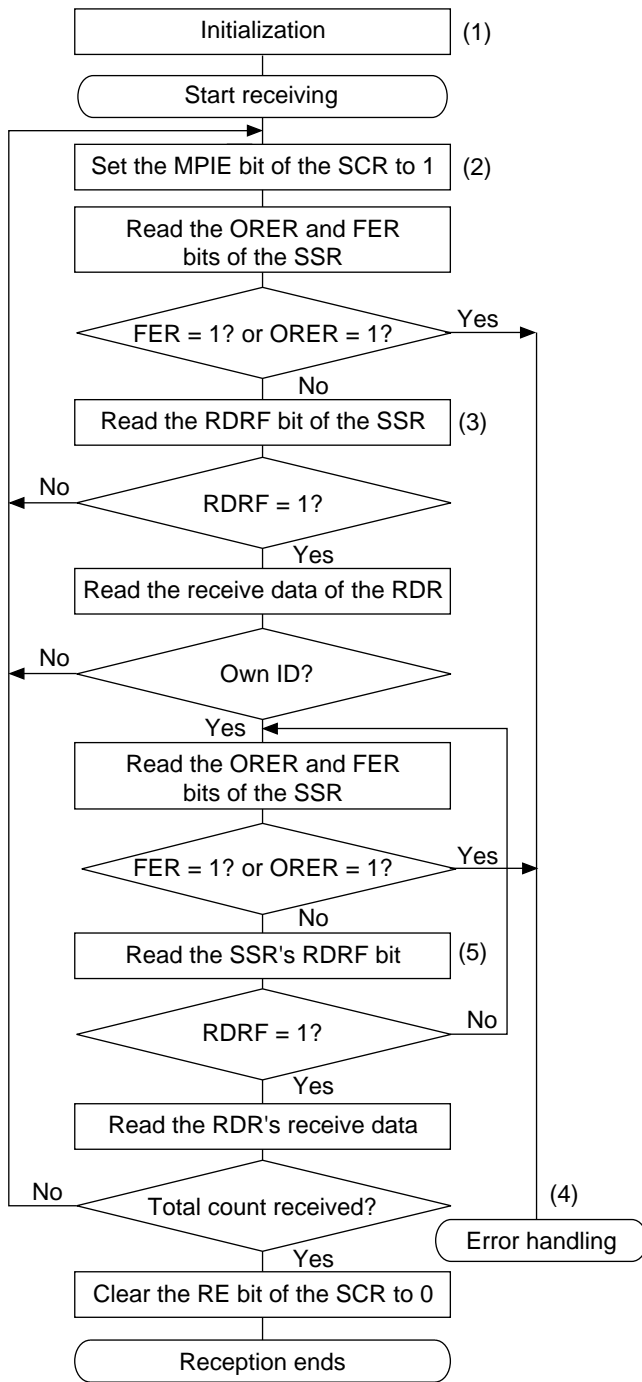 Initialization
(1)
Start receiving
Set the MPIE bit of the SCR to 1
(2)
Read the ORER and FER
bits of the SSR
FER = 1? or ORER = 1?
Yes
No
Read the RDRF bit of the SSR
(3)
No
RDRF = 1?
Yes
Read the receive data of the RDR
No
Own ID?
Yes
Read the ORER and FER
bits of the SSR
FER = 1? or ORER = 1?
Yes
No
Read the SSR's RDRF bit
(5)
RDRF = 1?
No
Yes
Read the RDR's receive data
No
Total count received?
(4)
Error handling
Yes
Clear the RE bit of the SCR to 0
Reception ends